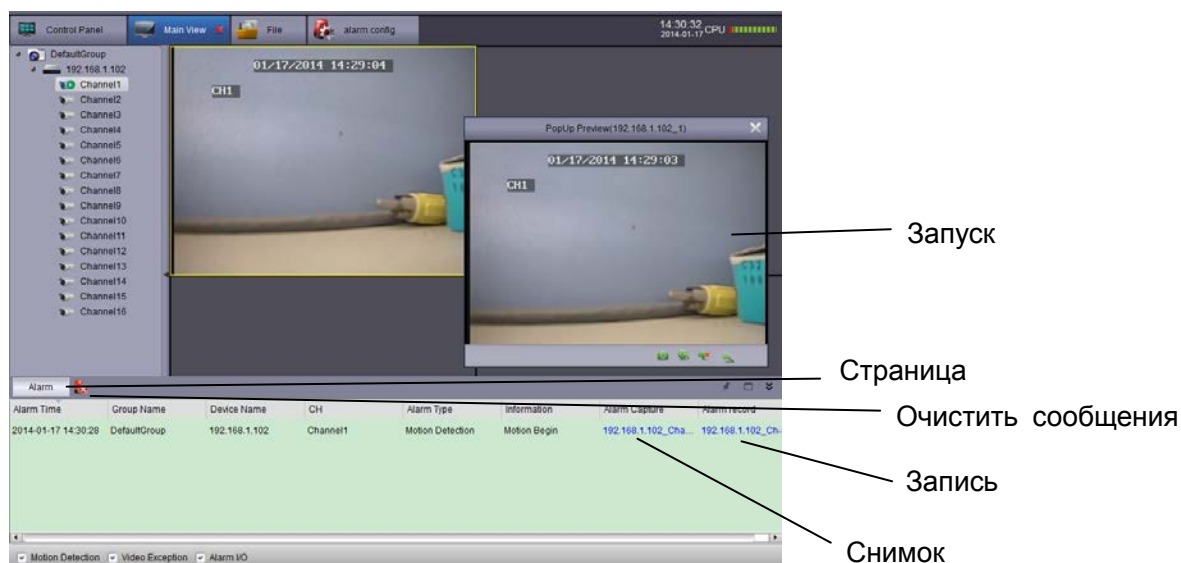 Control Panel Main View File alarm config 14:30:32 CPU
2014-01-17
DefaultGroup
192.168.1.102
Channel1
Channel2
Channel3
Channel4
Channel5
Channel6
Channel7
Channel8
Channel9
Channel10
Channel11
Channel12
Channel13
Channel14
Channel15
Channel16
01/17/2014 14:29:04
CH1
PopUp Preview(192.168.1.102_1)
01/17/2014 14:29:03
CH1
Запуск
Страница
Очистить сообщения
Запись
Снимок
Alarm
Alarm Time Group Name Device Name CH Alarm Type Information Alarm Capture Alarm record
2014-01-17 14:30:28 DefaultGroup 192.168.1.102 Channel1 Motion Detection Motion Begin 192.168.1.102_Cha... 192.168.1.102_Ch
Motion Detection Video Exception Alarm I/O